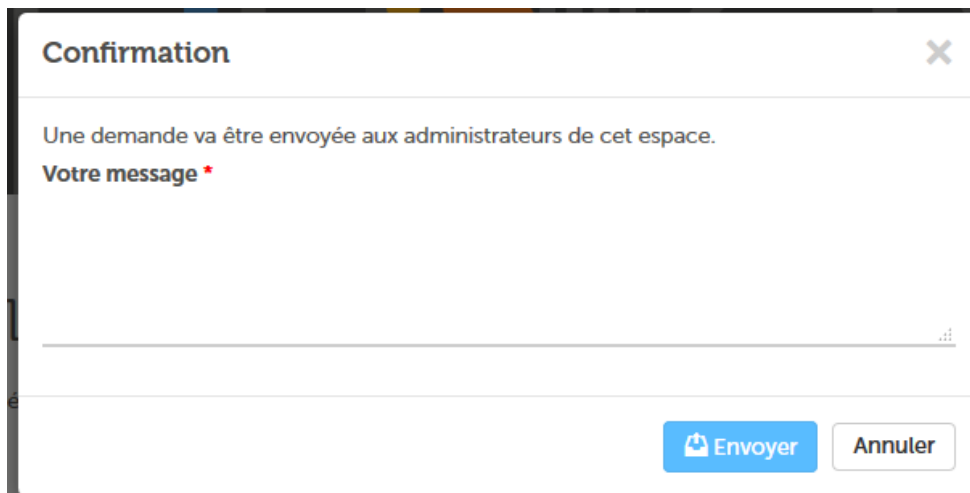 Confirmation
Une demande va être envoyée aux administrateurs de cet espace.
Votre message *
Envoyer
Annuler